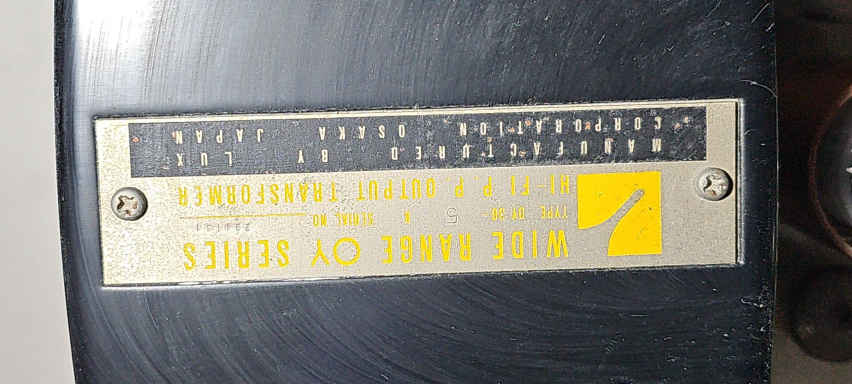 WIDE RANGE OY SERIES
TYPE OY 30- 5 K SERIAL NO
HI-FI P P OUTPUT TRANSFORMER
MANUFACTURED BY LUX
CORPORATION OSAKA JAPAN